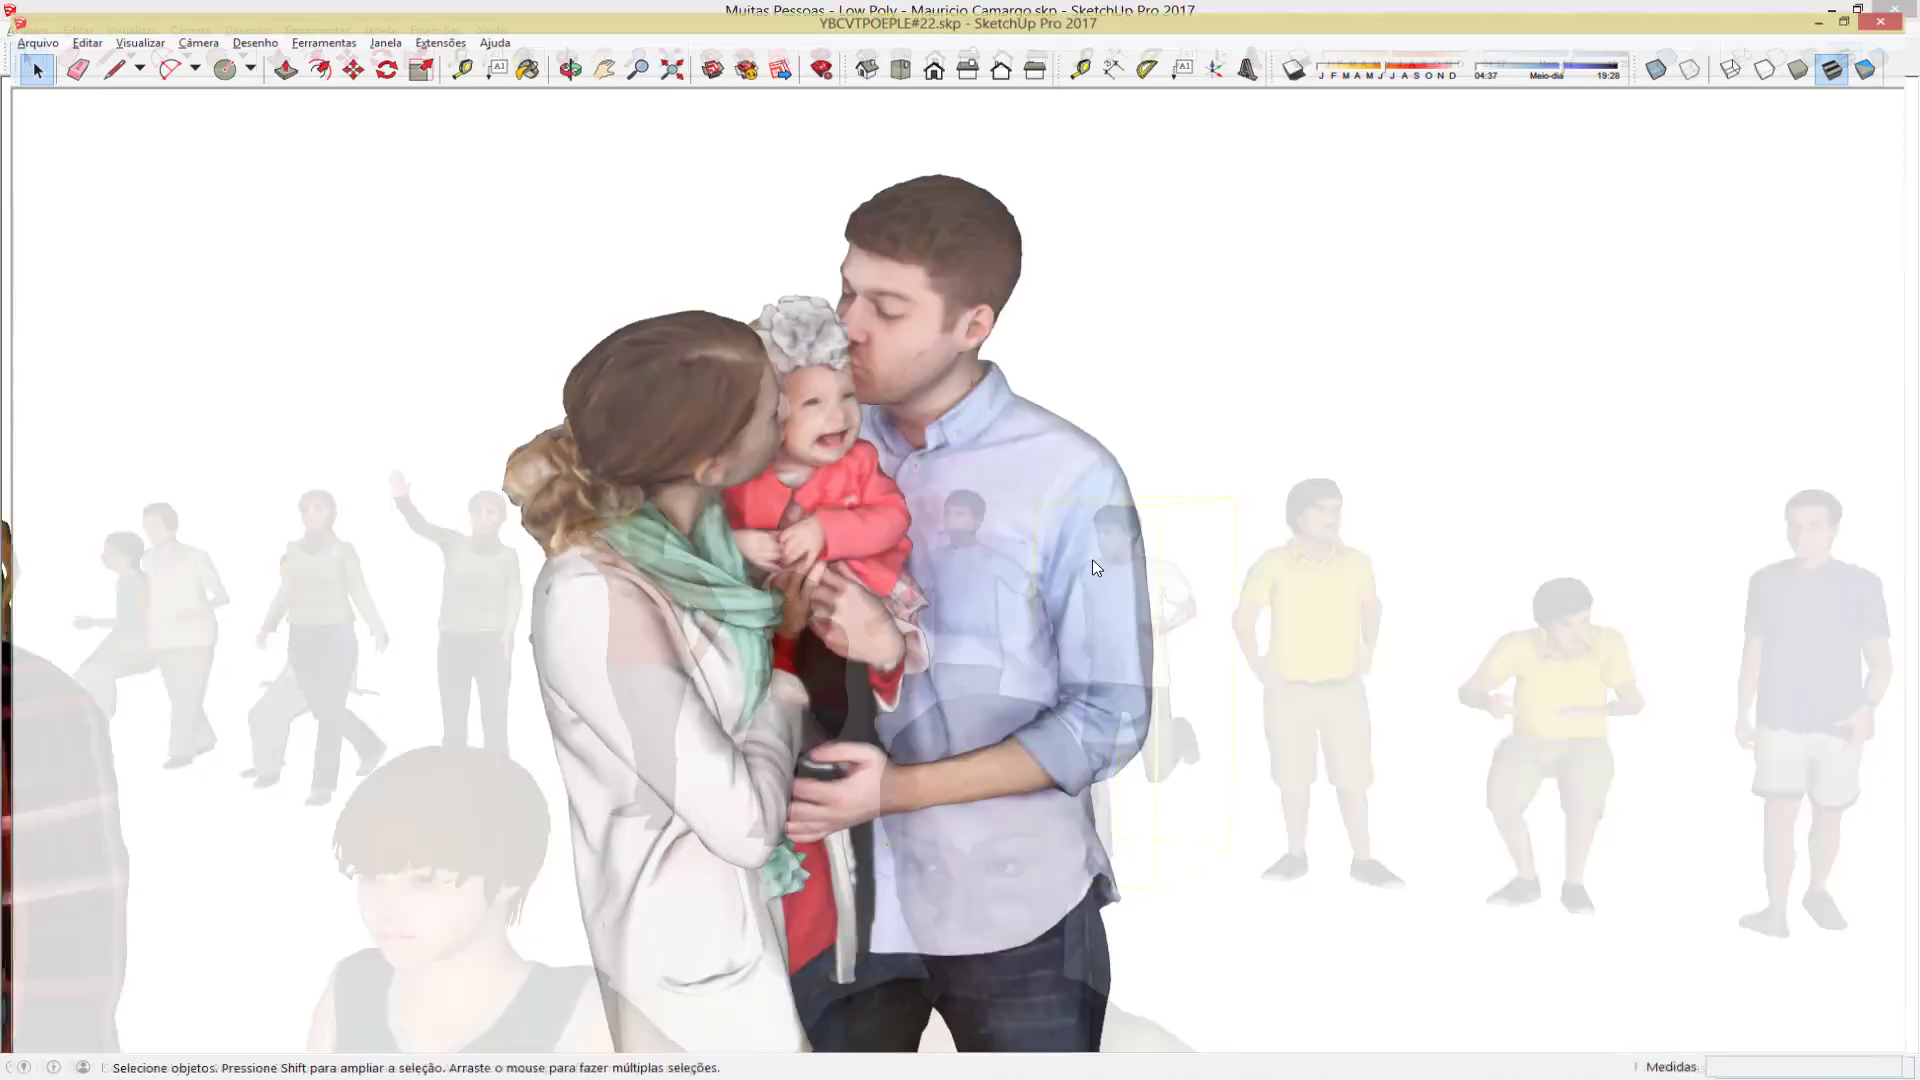 Muitas Pessoas - Low Poly - Mauricio Camargo.skp - SketchUp Pro 2017
YBCVTPOEPLE#22.skp - SketchUp Pro 2017
Arquivo Editar Visualizar Câmera Desenho Ferramentas Janela Extensões Ajuda
A1 A1
J F M A M J J A S O N D 04:37 Meio-dia 19:28
Selecione objetos. Pressione Shift para ampliar a seleção. Arraste o mouse para fazer múltiplas seleções. Medidas